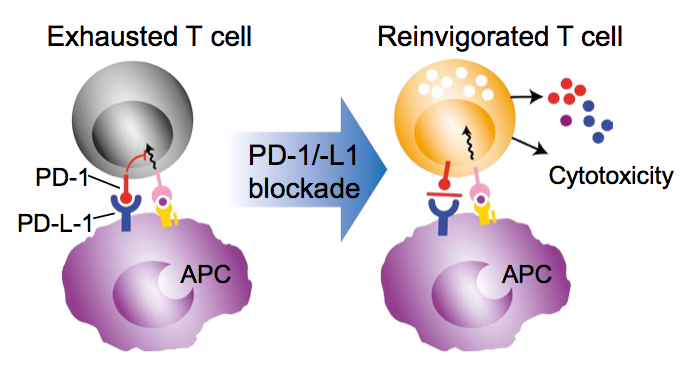 Exhausted T cell
Reinvigorated T cell
PD-1
PD-L-1
APC
PD-1/-L1
blockade
Cytotoxicity
APC